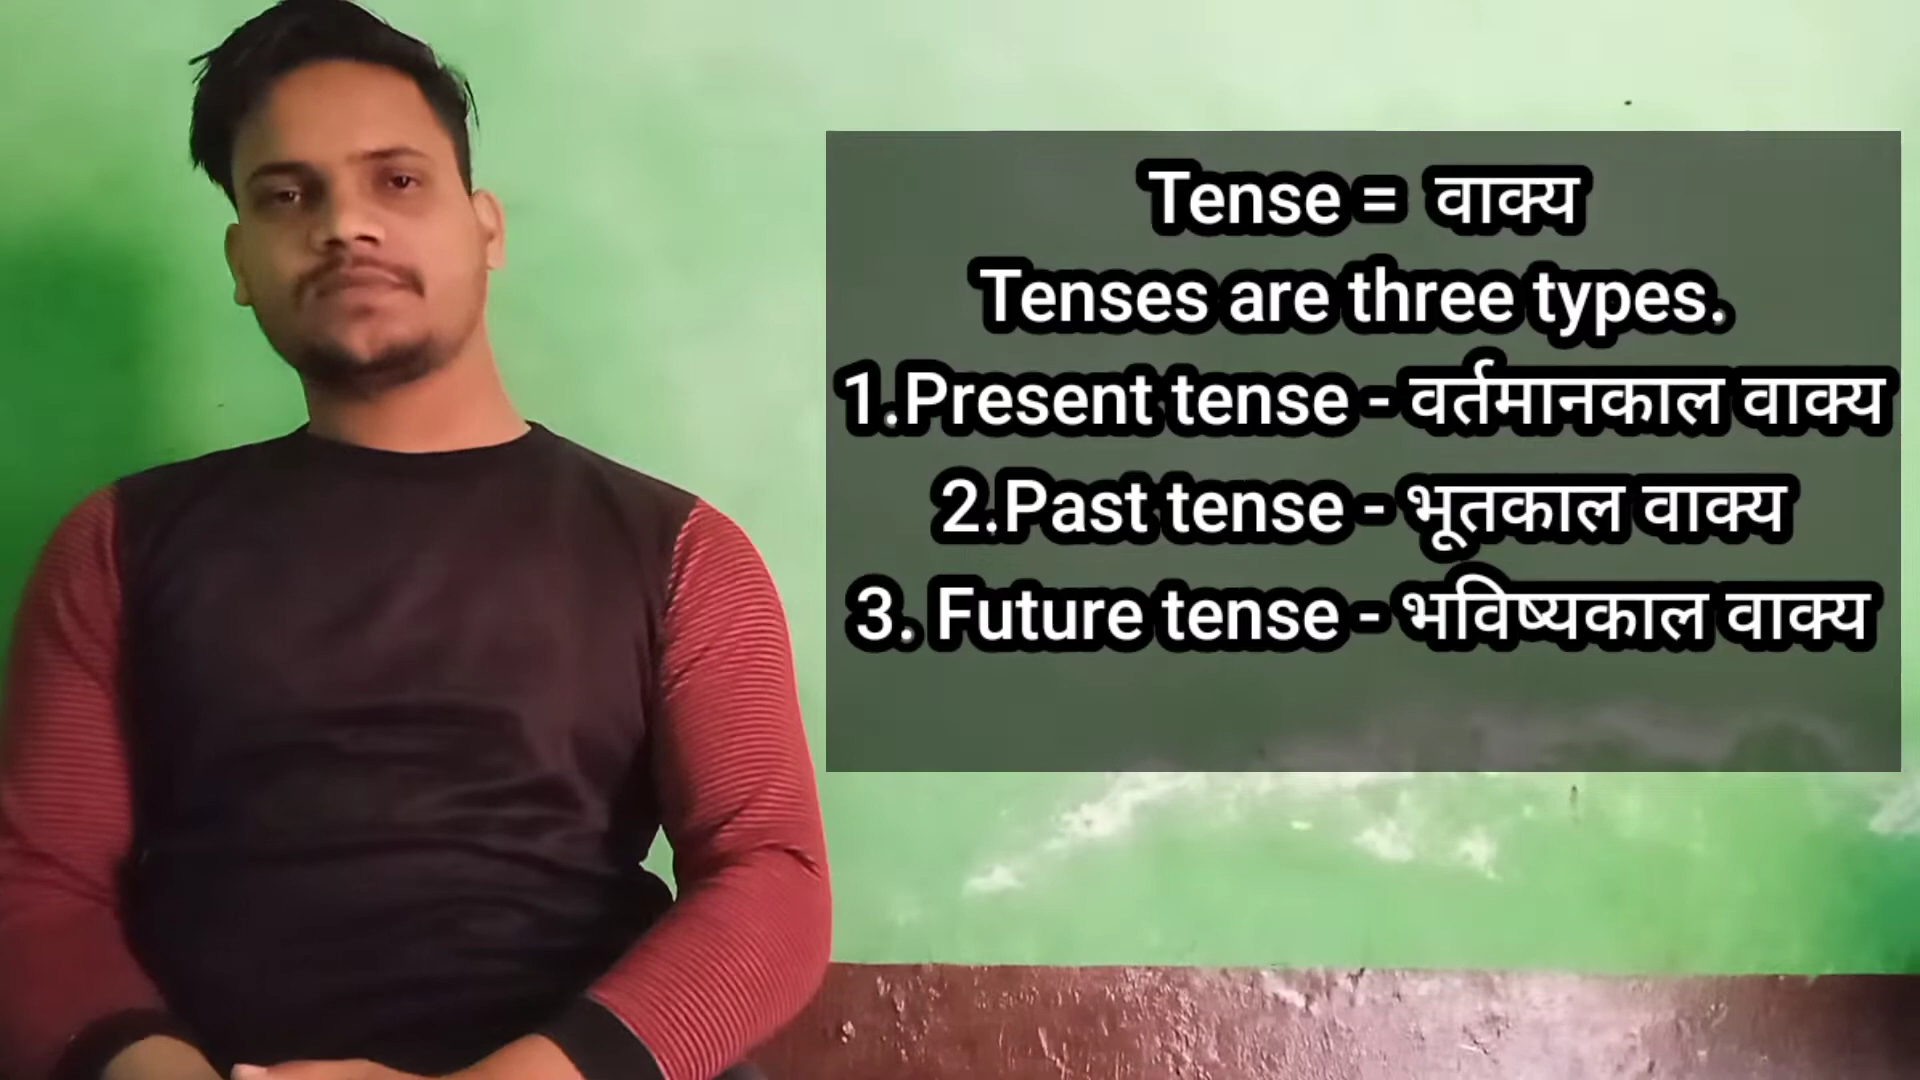 Tense = वाक्य
Tenses are three types.
1.Present tense - वर्तमानकाल वाक्य
2.Past tense - भूतकाल वाक्य
3. Future tense - भविष्यकाल वाक्य